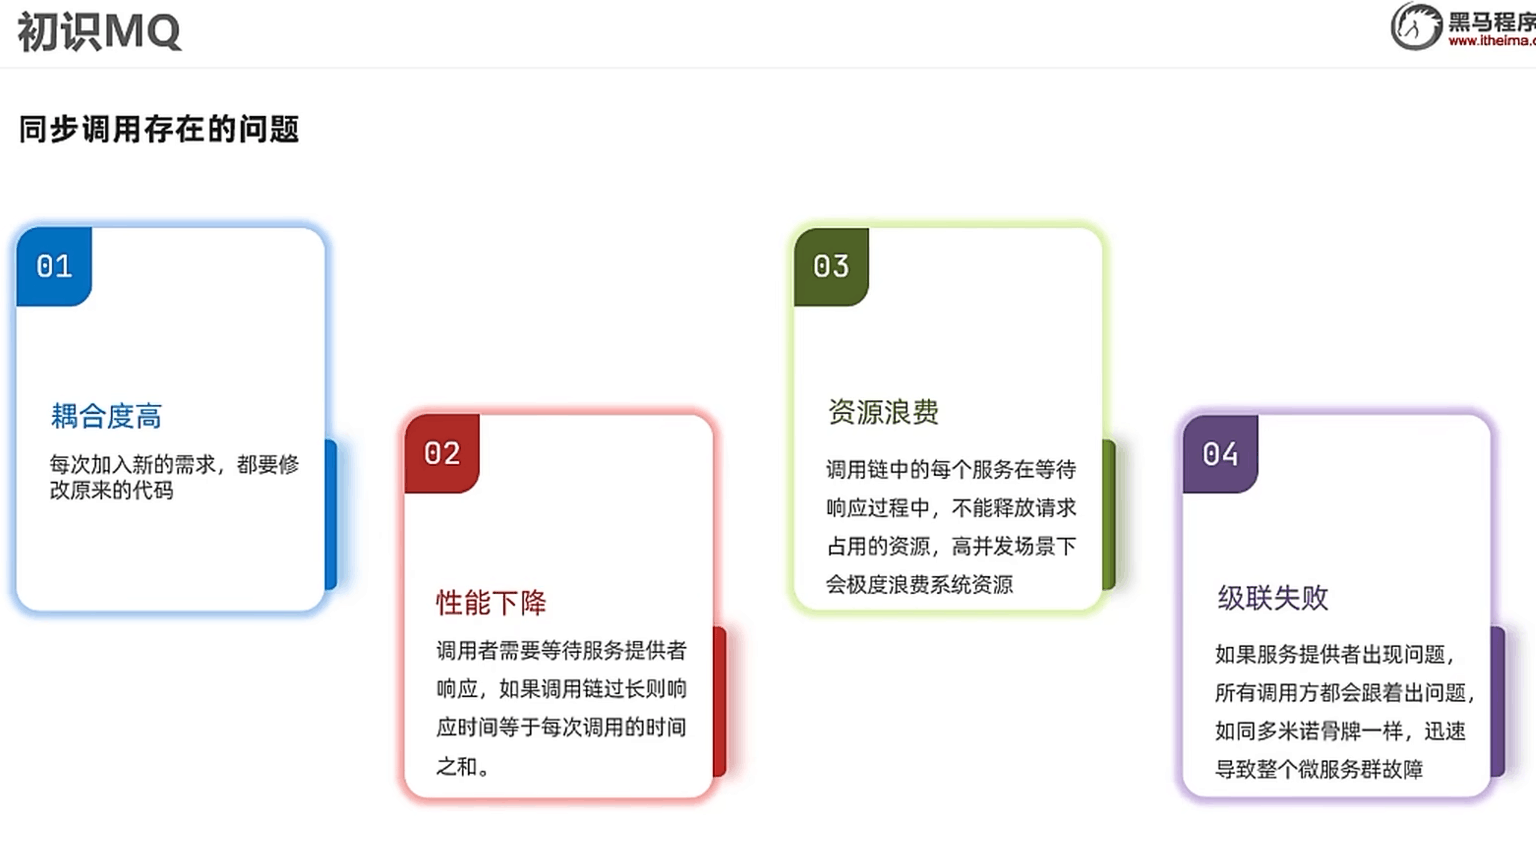 初识MQ
黑马程序
www.itheima.c
同步调用存在的问题
01
耦合度高
每次加入新的需求，都要修
改原来的代码
02
性能下降
调用者需要等待服务提供者
响应，如果调用链过长则响
应时间等于每次调用的时间
之和。
03
资源浪费
调用链中的每个服务在等待
响应过程中，不能释放请求
占用的资源，高并发场景下
会极度浪费系统资源
04
级联失败
如果服务提供者出现问题，
所有调用方都会跟着出问题，
如同多米诺骨牌一样，迅速
导致整个微服务群故障